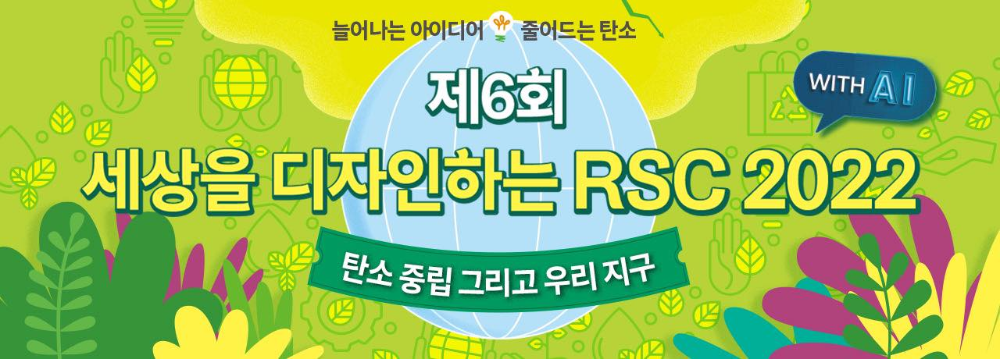 늘어나는 아이디어 줄어드는 탄소
제6회
WITH AI
세상을 디자인하는 RSC 2022
탄소 중립 그리고 우리 지구